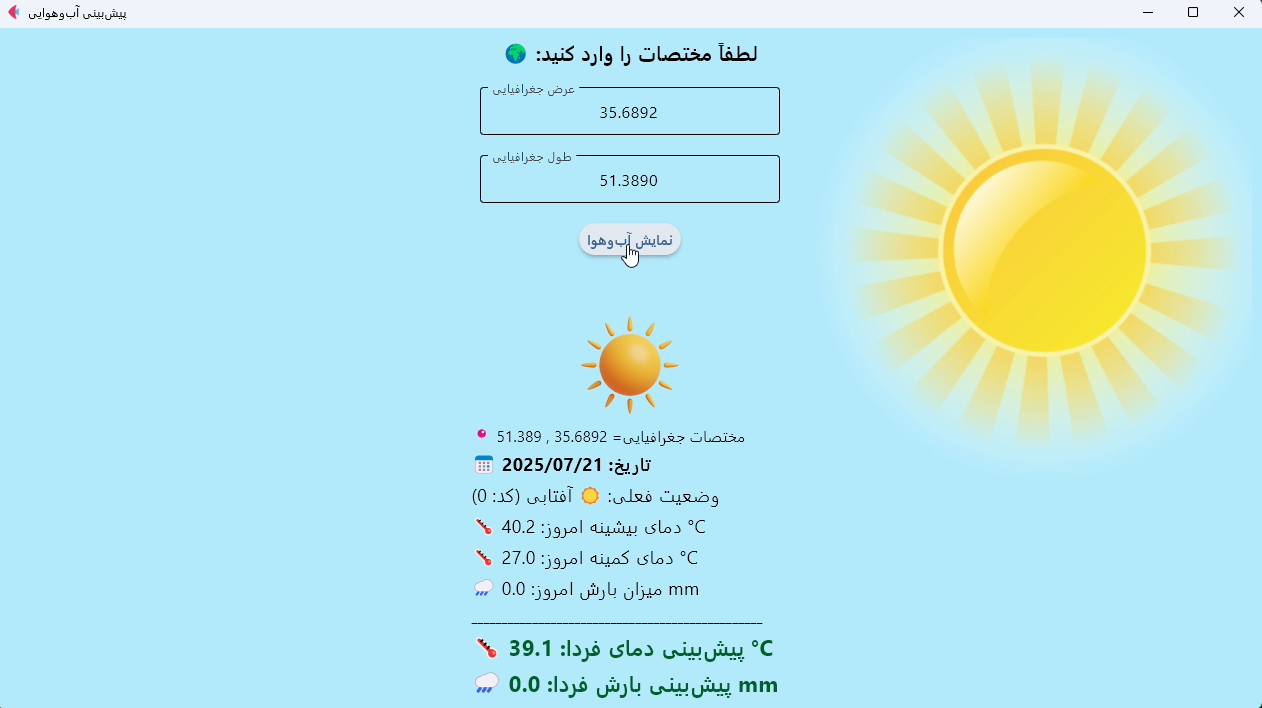 پیش‌بینی آب‌وهوایی
لطفاً مختصات را وارد کنید:
عرض جغرافیایی
35.6892
طول جغرافیایی
51.3890
نمایش آب‌وهوا
مختصات جغرافیایی= 35.6892 , 51.389
تاریخ: 2025/07/21
وضعیت فعلی: ☀️ آفتابی (کد: 0)
دمای بیشینه امروز: 40.2 °C
دمای کمینه امروز: 27.0 °C
میزان بارش امروز: 0.0 mm
پیش‌بینی دمای فردا: 39.1 °C
پیش‌بینی بارش فردا: 0.0 mm